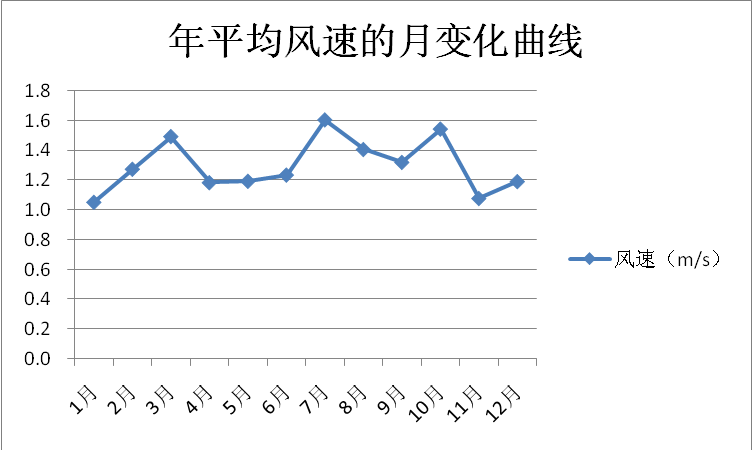 年平均风速的月变化曲线
1.8
1.6
1.4
1.2
1.0
0.8
0.6
0.4
0.2
0.0
风速（m/s）
1月
2月
3月
4月
5月
6月
7月
8月
9月
10月
11月
12月